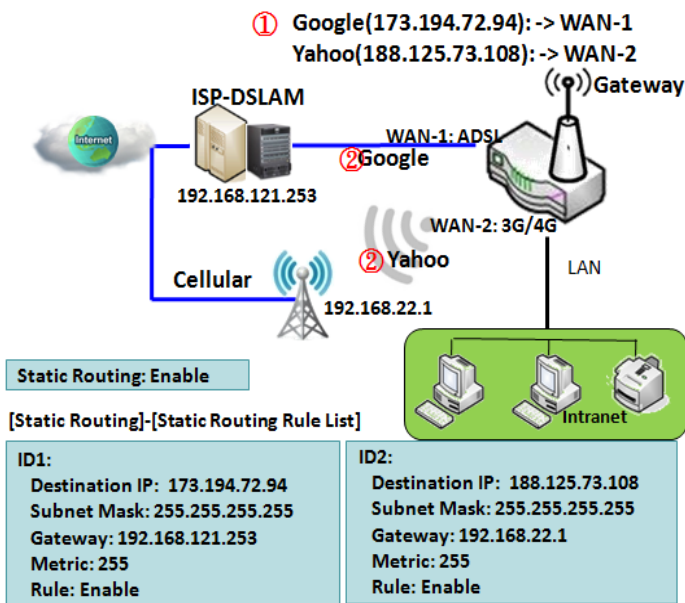 ① Google(173.194.72.94): -> WAN-1
Yahoo(188.125.73.108): -> WAN-2
Gateway
ISP-DSLAM
Internet
WAN-1: ADSL
② Google
192.168.121.253
WAN-2: 3G/4G
② Yahoo
LAN
Cellular
192.168.22.1
Static Routing: Enable
Intranet
[Static Routing]-[Static Routing Rule List]
ID1:
Destination IP: 173.194.72.94
Subnet Mask: 255.255.255.255
Gateway: 192.168.121.253
Metric: 255
Rule: Enable
ID2:
Destination IP: 188.125.73.108
Subnet Mask: 255.255.255.255
Gateway: 192.168.22.1
Metric: 255
Rule: Enable